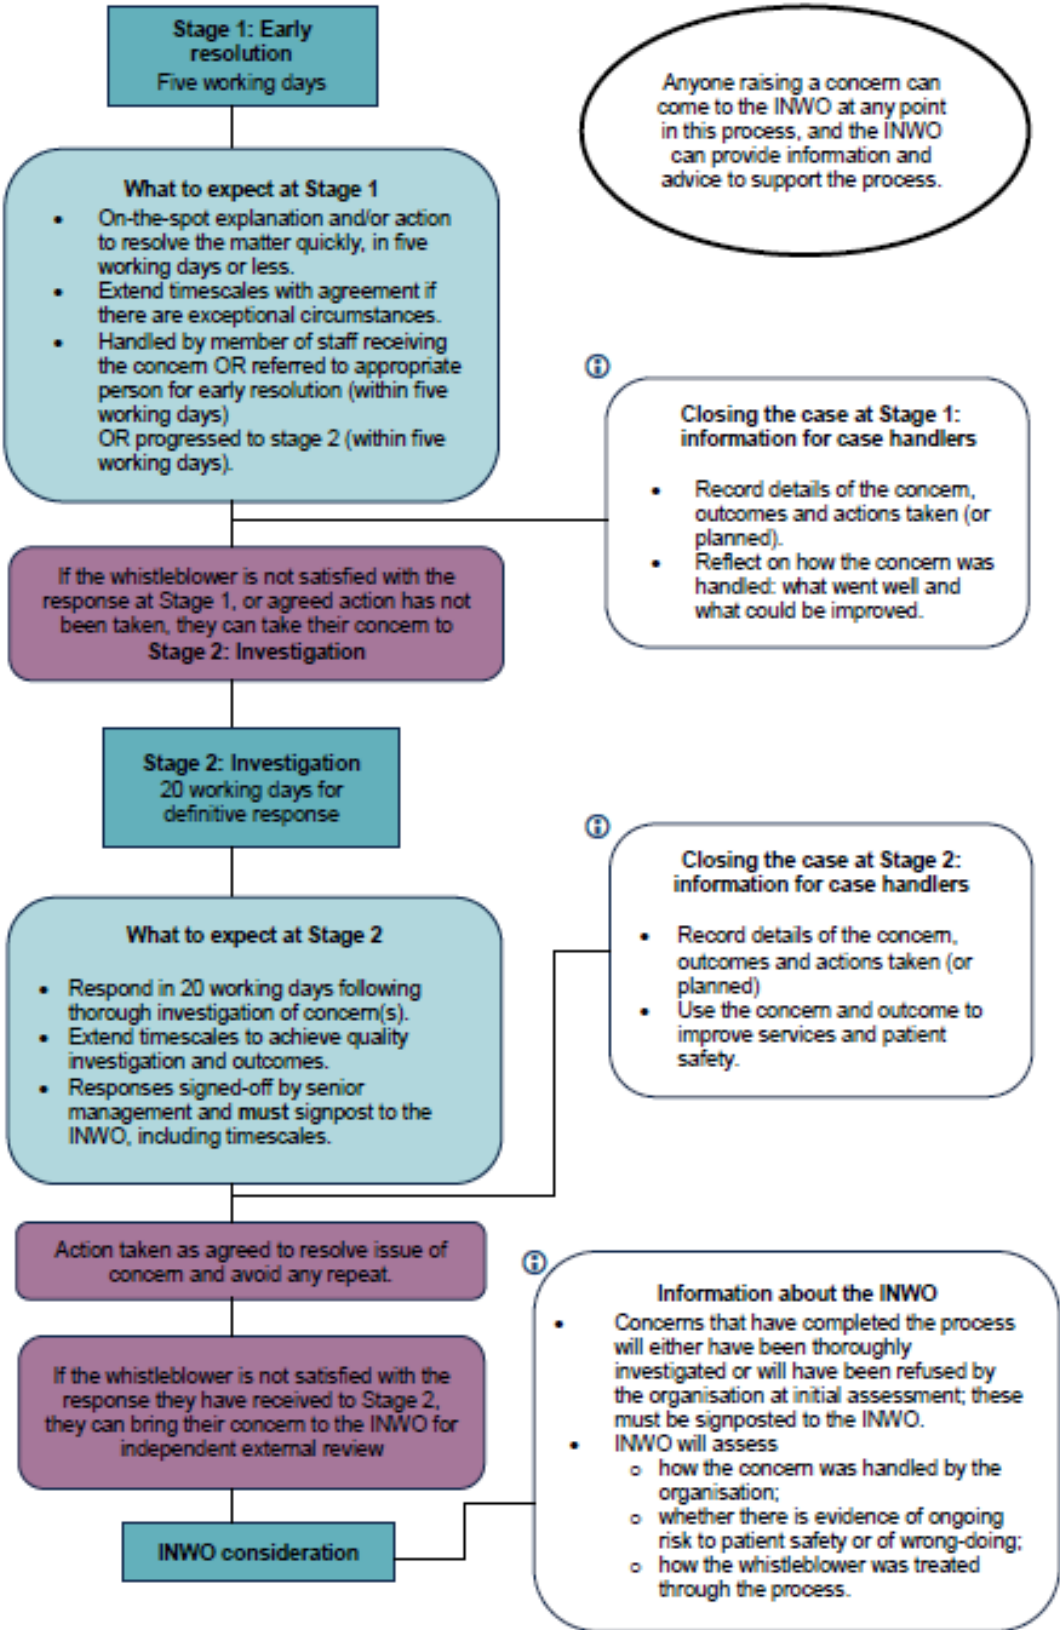 Stage 1: Early
resolution
Five working days
Anyone raising a concern can
come to the INWO at any point
in this process, and the INWO
can provide information and
advice to support the process.
What to expect at Stage 1
• On-the-spot explanation and/or action
to resolve the matter quickly, in five
working days or less.
• Extend timescales with agreement if
there are exceptional circumstances.
• Handled by member of staff receiving
the concern OR referred to appropriate
person for early resolution (within five
working days)
OR progressed to stage 2 (within five
working days).
Closing the case at Stage 1:
information for case handlers
• Record details of the concern,
outcomes and actions taken (or
planned).
• Reflect on how the concern was
handled: what went well and
what could be improved.
If the whistleblower is not satisfied with the
response at Stage 1, or agreed action has not
been taken, they can take their concern to
Stage 2: Investigation
Stage 2: Investigation
20 working days for
definitive response
Closing the case at Stage 2:
information for case handlers
• Record details of the concern,
outcomes and actions taken (or
planned)
• Use the concern and outcome to
improve services and patient
safety.
What to expect at Stage 2
• Respond in 20 working days following
thorough investigation of concern(s).
• Extend timescales to achieve quality
investigation and outcomes.
• Responses signed-off by senior
management and must signpost to the
INWO, including timescales.
Action taken as agreed to resolve issue of
concern and avoid any repeat.
If the whistleblower is not satisfied with the
response they have received to Stage 2,
they can bring their concern to the INWO for
independent external review
INWO consideration
Information about the INWO
• Concerns that have completed the process
will either have been thoroughly
investigated or will have been refused by
the organisation at initial assessment; these
must be signposted to the INWO.
• INWO will assess
o how the concern was handled by the
organisation;
o whether there is evidence of ongoing
risk to patient safety or of wrong-doing;
o how the whistleblower was treated
through the process.